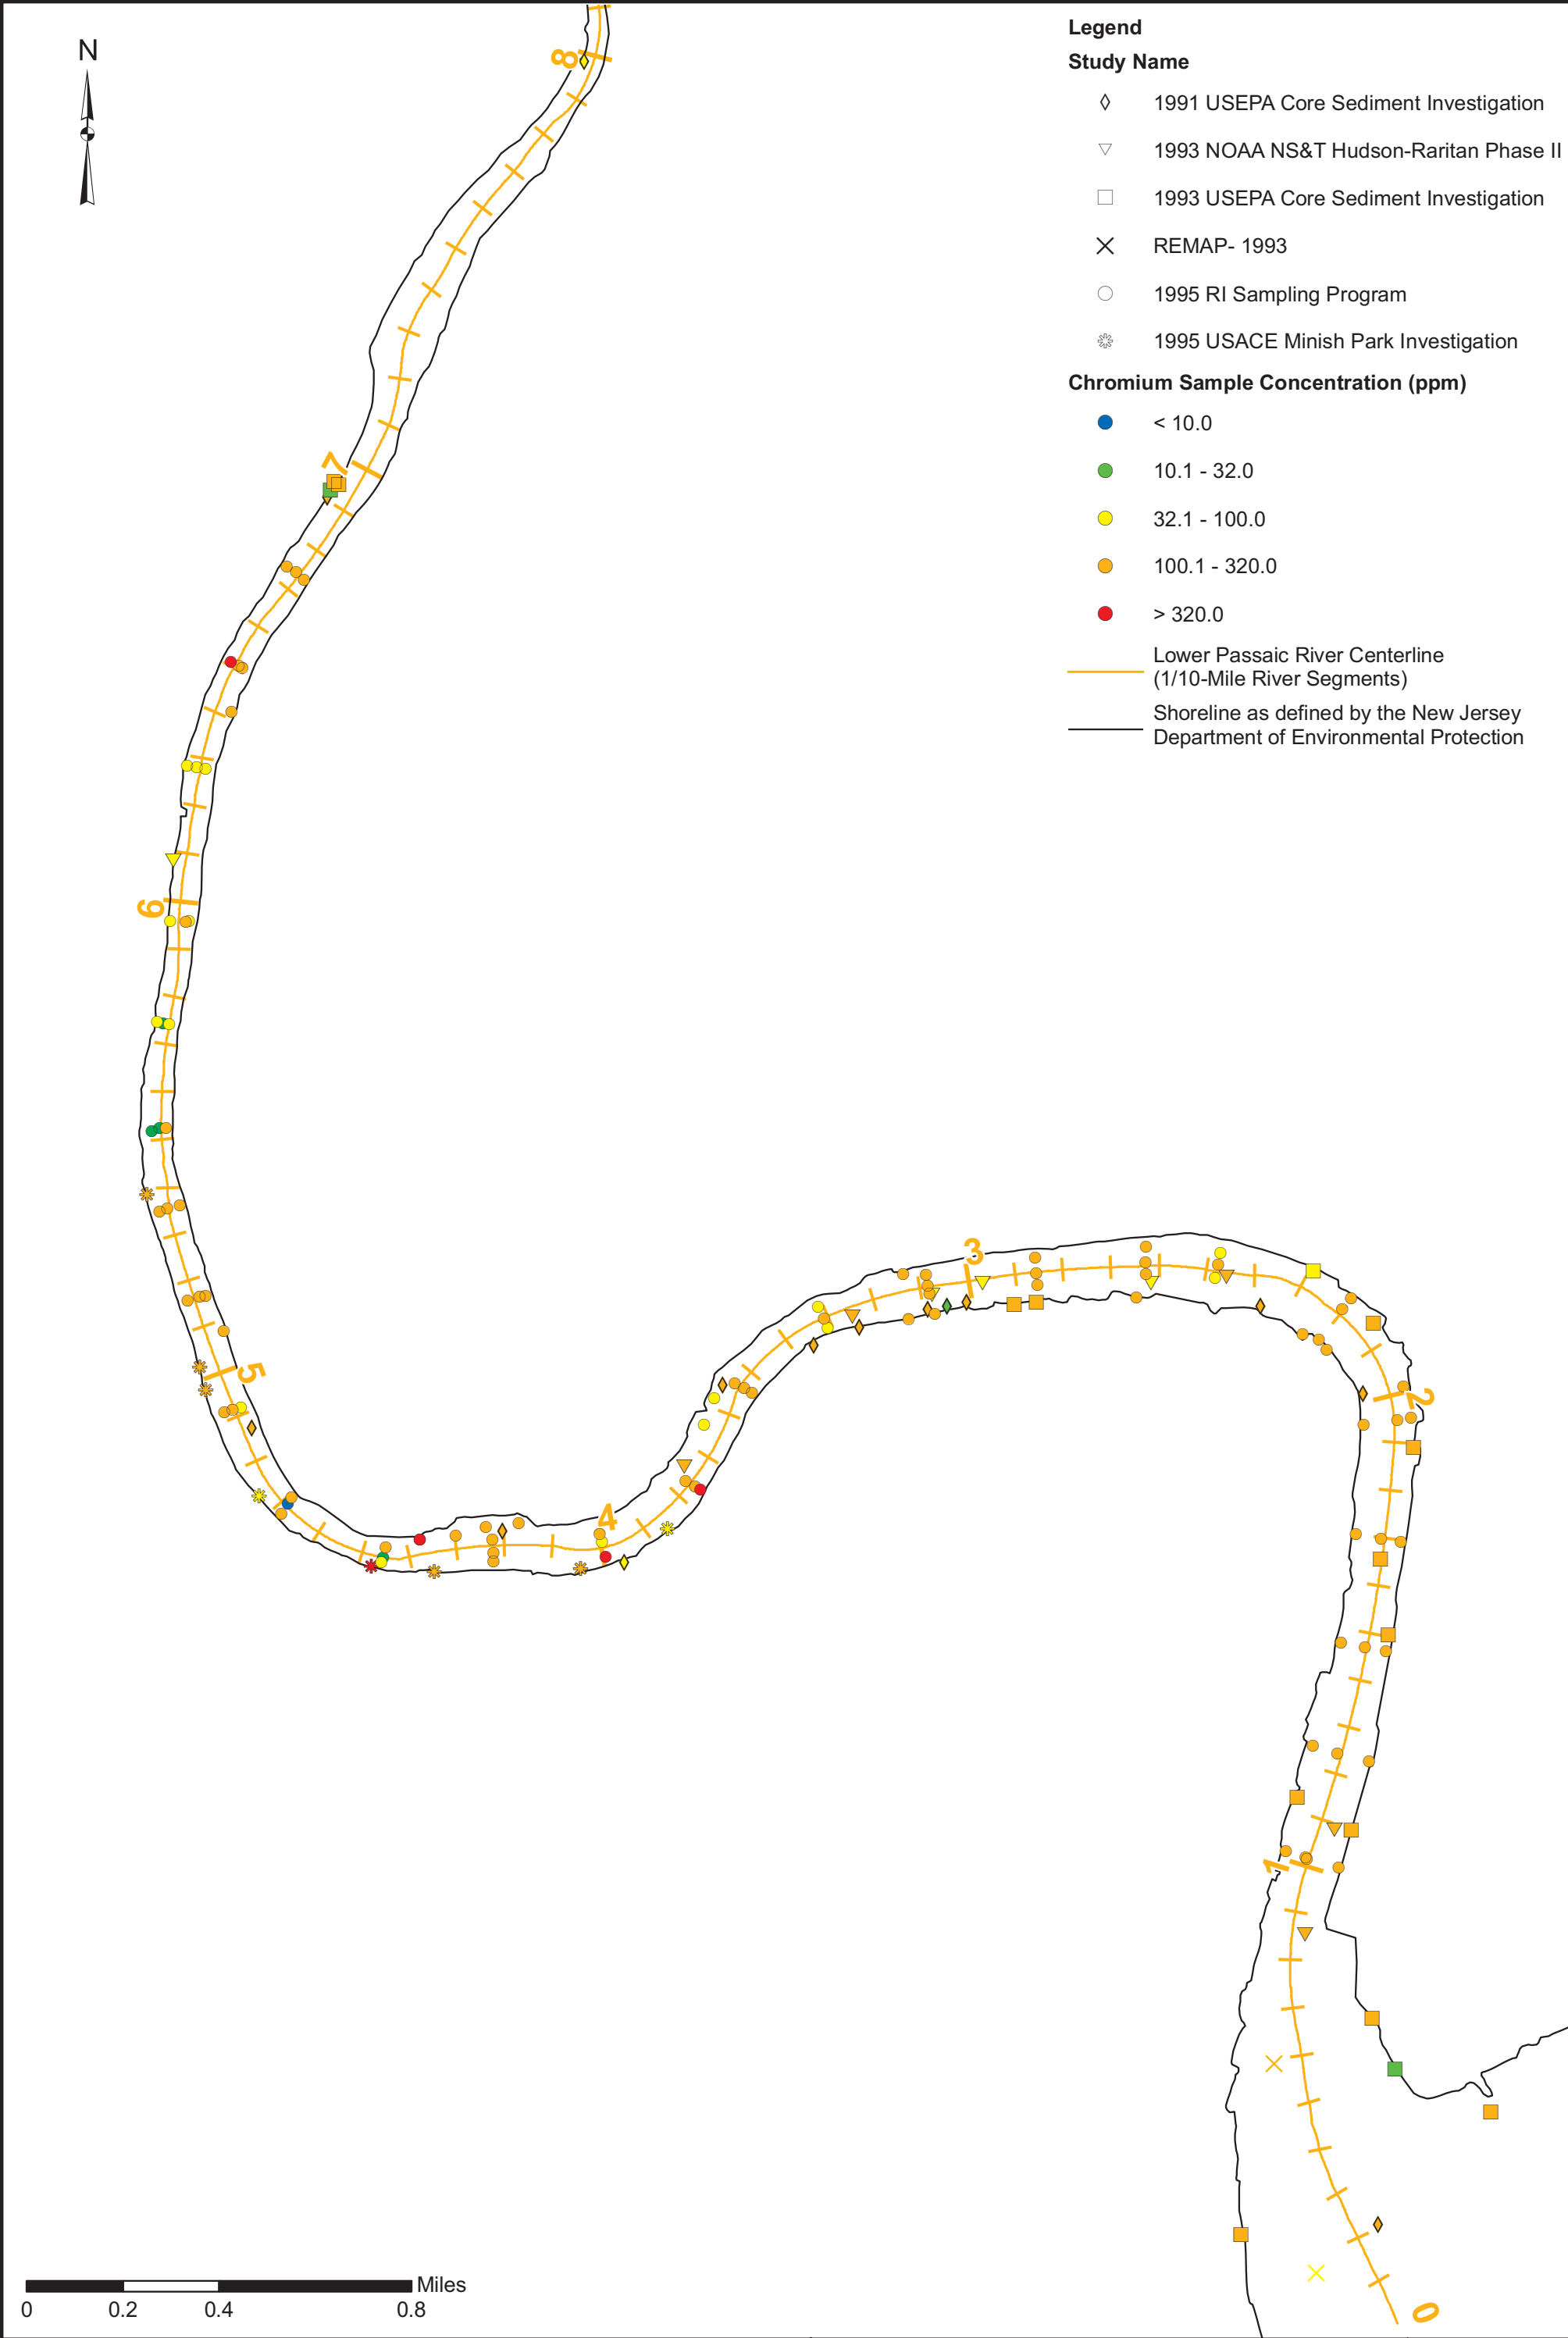 N
Legend
Study Name
1991 USEPA Core Sediment Investigation
1993 NOAA NS&T Hudson-Raritan Phase II
1993 USEPA Core Sediment Investigation
REMAP- 1993
1995 RI Sampling Program
1995 USACE Minish Park Investigation
Chromium Sample Concentration (ppm)
< 10.0
10.1 - 32.0
32.1 - 100.0
100.1 - 320.0
> 320.0
Lower Passaic River Centerline
(1/10-Mile River Segments)
Shoreline as defined by the New Jersey
Department of Environmental Protection
8
7
6
5
4
3
2
1
0
Miles
0 0.2 0.4 0.8